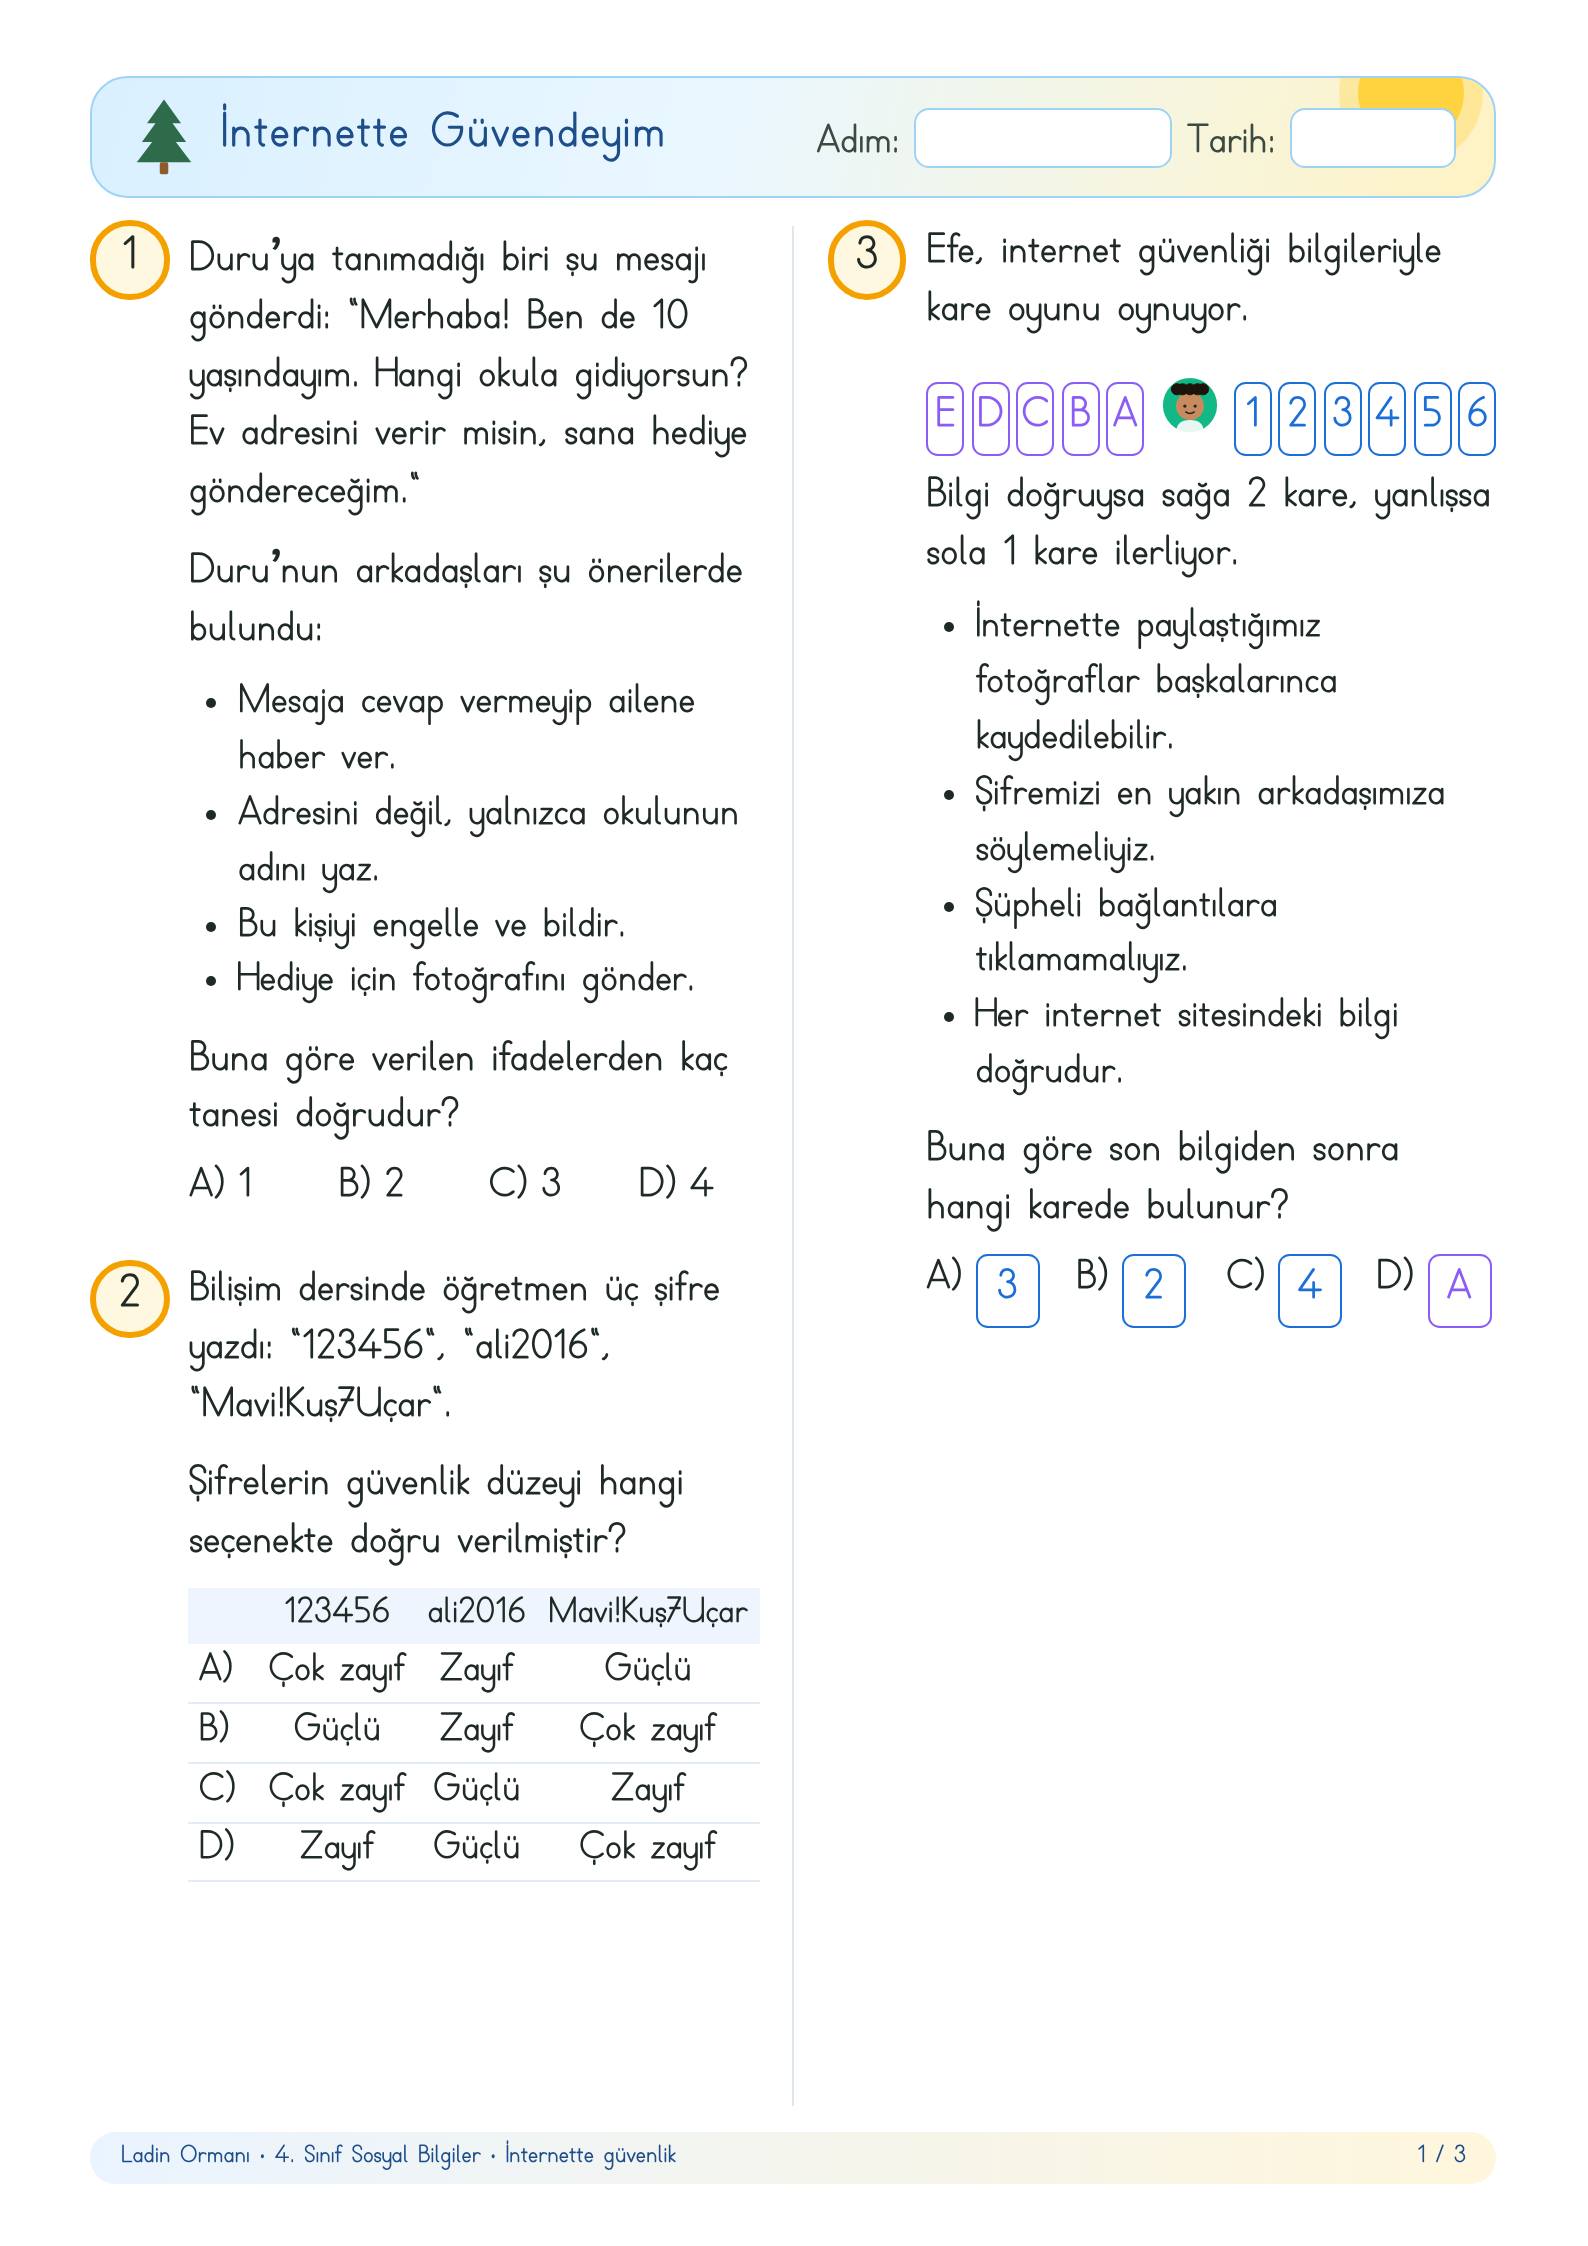 İnternette Güvendeyim
Adım:
Tarih:
1
Duru’ya tanımadığı biri şu mesajı
gönderdi: “Merhaba! Ben de 10
yaşındayım. Hangi okula gidiyorsun?
Ev adresini verir misin, sana hediye
göndereceğim.“
Duru’nun arkadaşları şu önerilerde
bulundu:
• Mesaja cevap vermeyip ailene
haber ver.
• Adresini değil, yalnızca okulunun
adını yaz.
• Bu kişiyi engelle ve bildir.
• Hediye için fotoğrafını gönder.
Buna göre verilen ifadelerden kaç
tanesi doğrudur?
A) 1 B) 2 C) 3 D) 4
2
Bilişim dersinde öğretmen üç şifre
yazdı: “123456“, “ali2016“,
“Mavi!Kuş7Uçar“.
Şifrelerin güvenlik düzeyi hangi
seçenekte doğru verilmiştir?
123456 ali2016 Mavi!Kuş7Uçar
A) Çok zayıf Zayıf Güçlü
B) Güçlü Zayıf Çok zayıf
C) Çok zayıf Güçlü Zayıf
D) Zayıf Güçlü Çok zayıf
3
Efe, internet güvenliği bilgileriyle
kare oyunu oynuyor.
E D C B A 1 2 3 4 5 6
Bilgi doğruysa sağa 2 kare, yanlışsa
sola 1 kare ilerliyor.
• İnternette paylaştığımız
fotoğraflar başkalarınca
kaydedilebilir.
• Şifremizi en yakın arkadaşımıza
söylemeliyiz.
• Şüpheli bağlantılara
tıklamamalıyız.
• Her internet sitesindeki bilgi
doğrudur.
Buna göre son bilgiden sonra
hangi karede bulunur?
A) 3 B) 2 C) 4 D) A
Ladin Ormanı • 4. Sınıf Sosyal Bilgiler • İnternette güvenlik
1 / 3